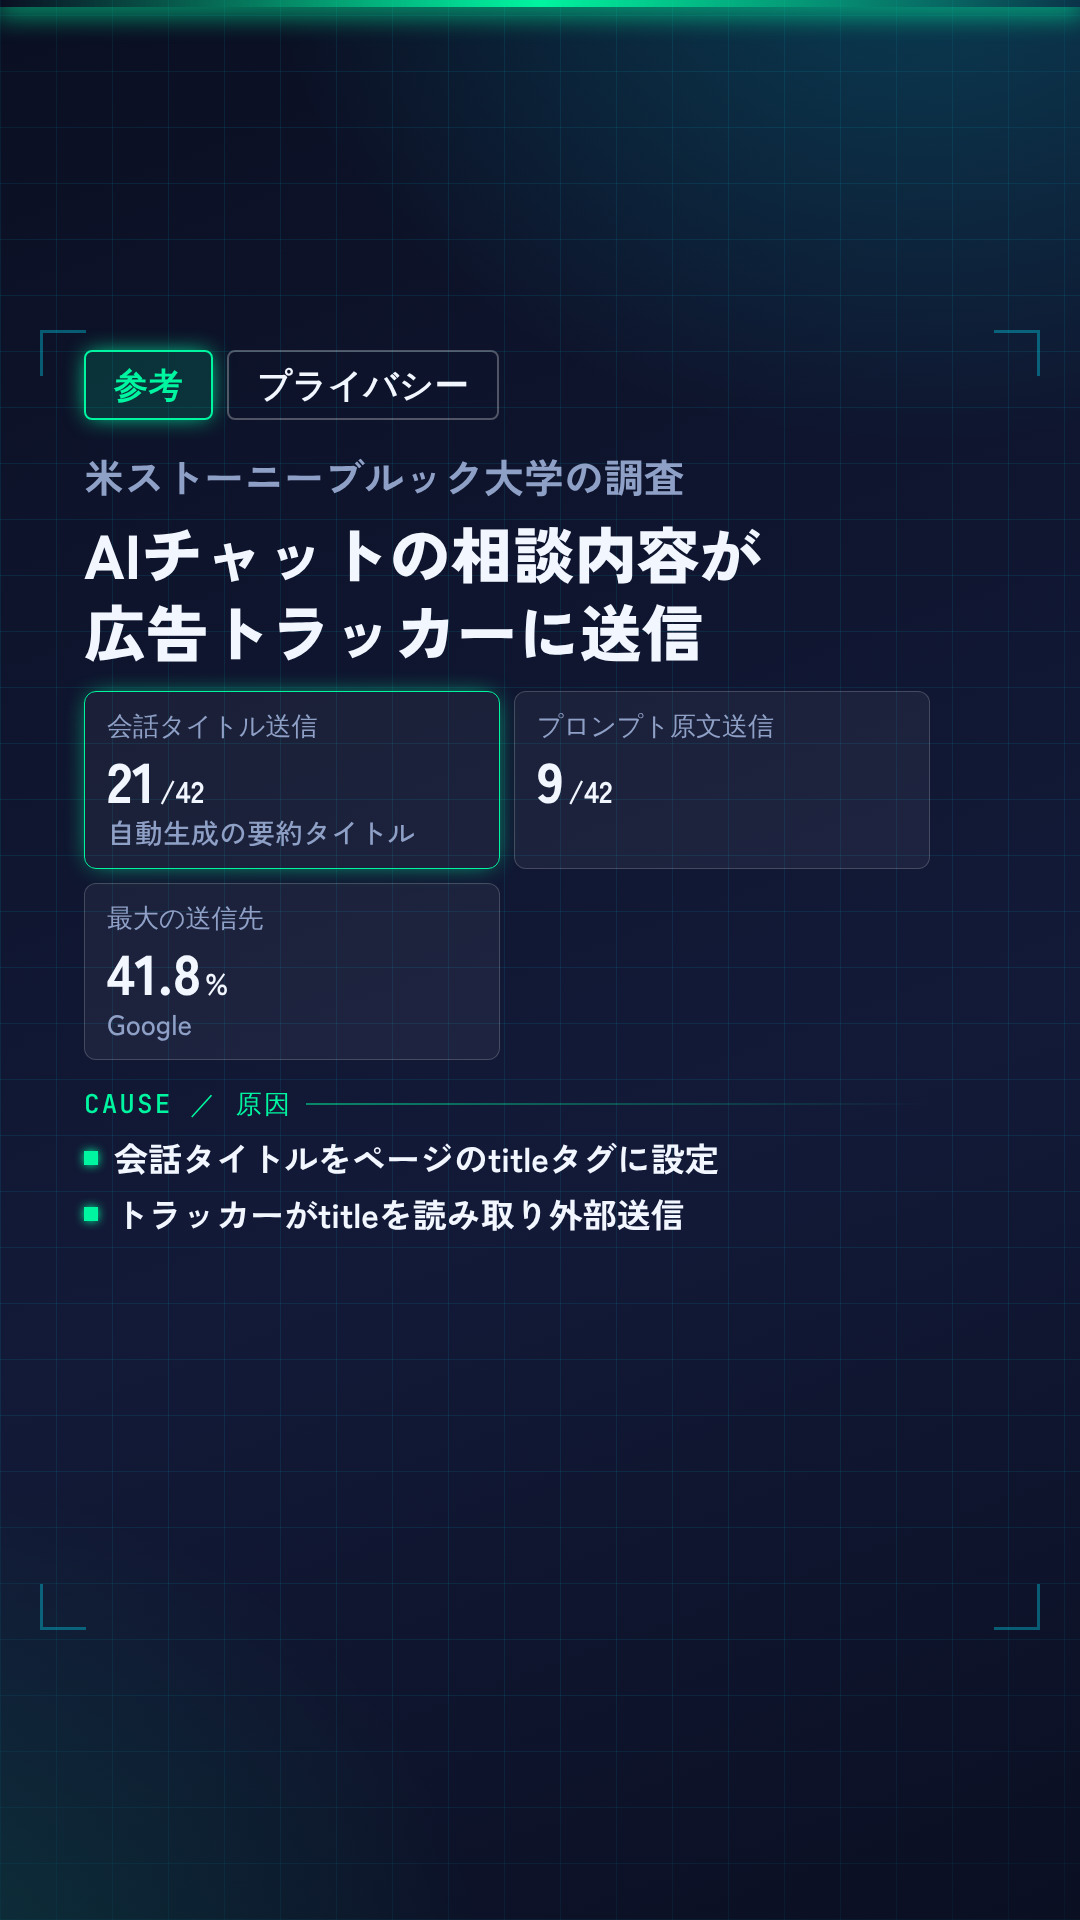 参考
プライバシー
米ストーニーブルック大学の調査
AIチャットの相談内容が
広告トラッカーに送信
会話タイトル送信
21/42
自動生成の要約タイトル
プロンプト原文送信
9/42
最大の送信先
41.8%
Google
CAUSE ／ 原因
会話タイトルをページのtitleタグに設定
トラッカーがtitleを読み取り外部送信